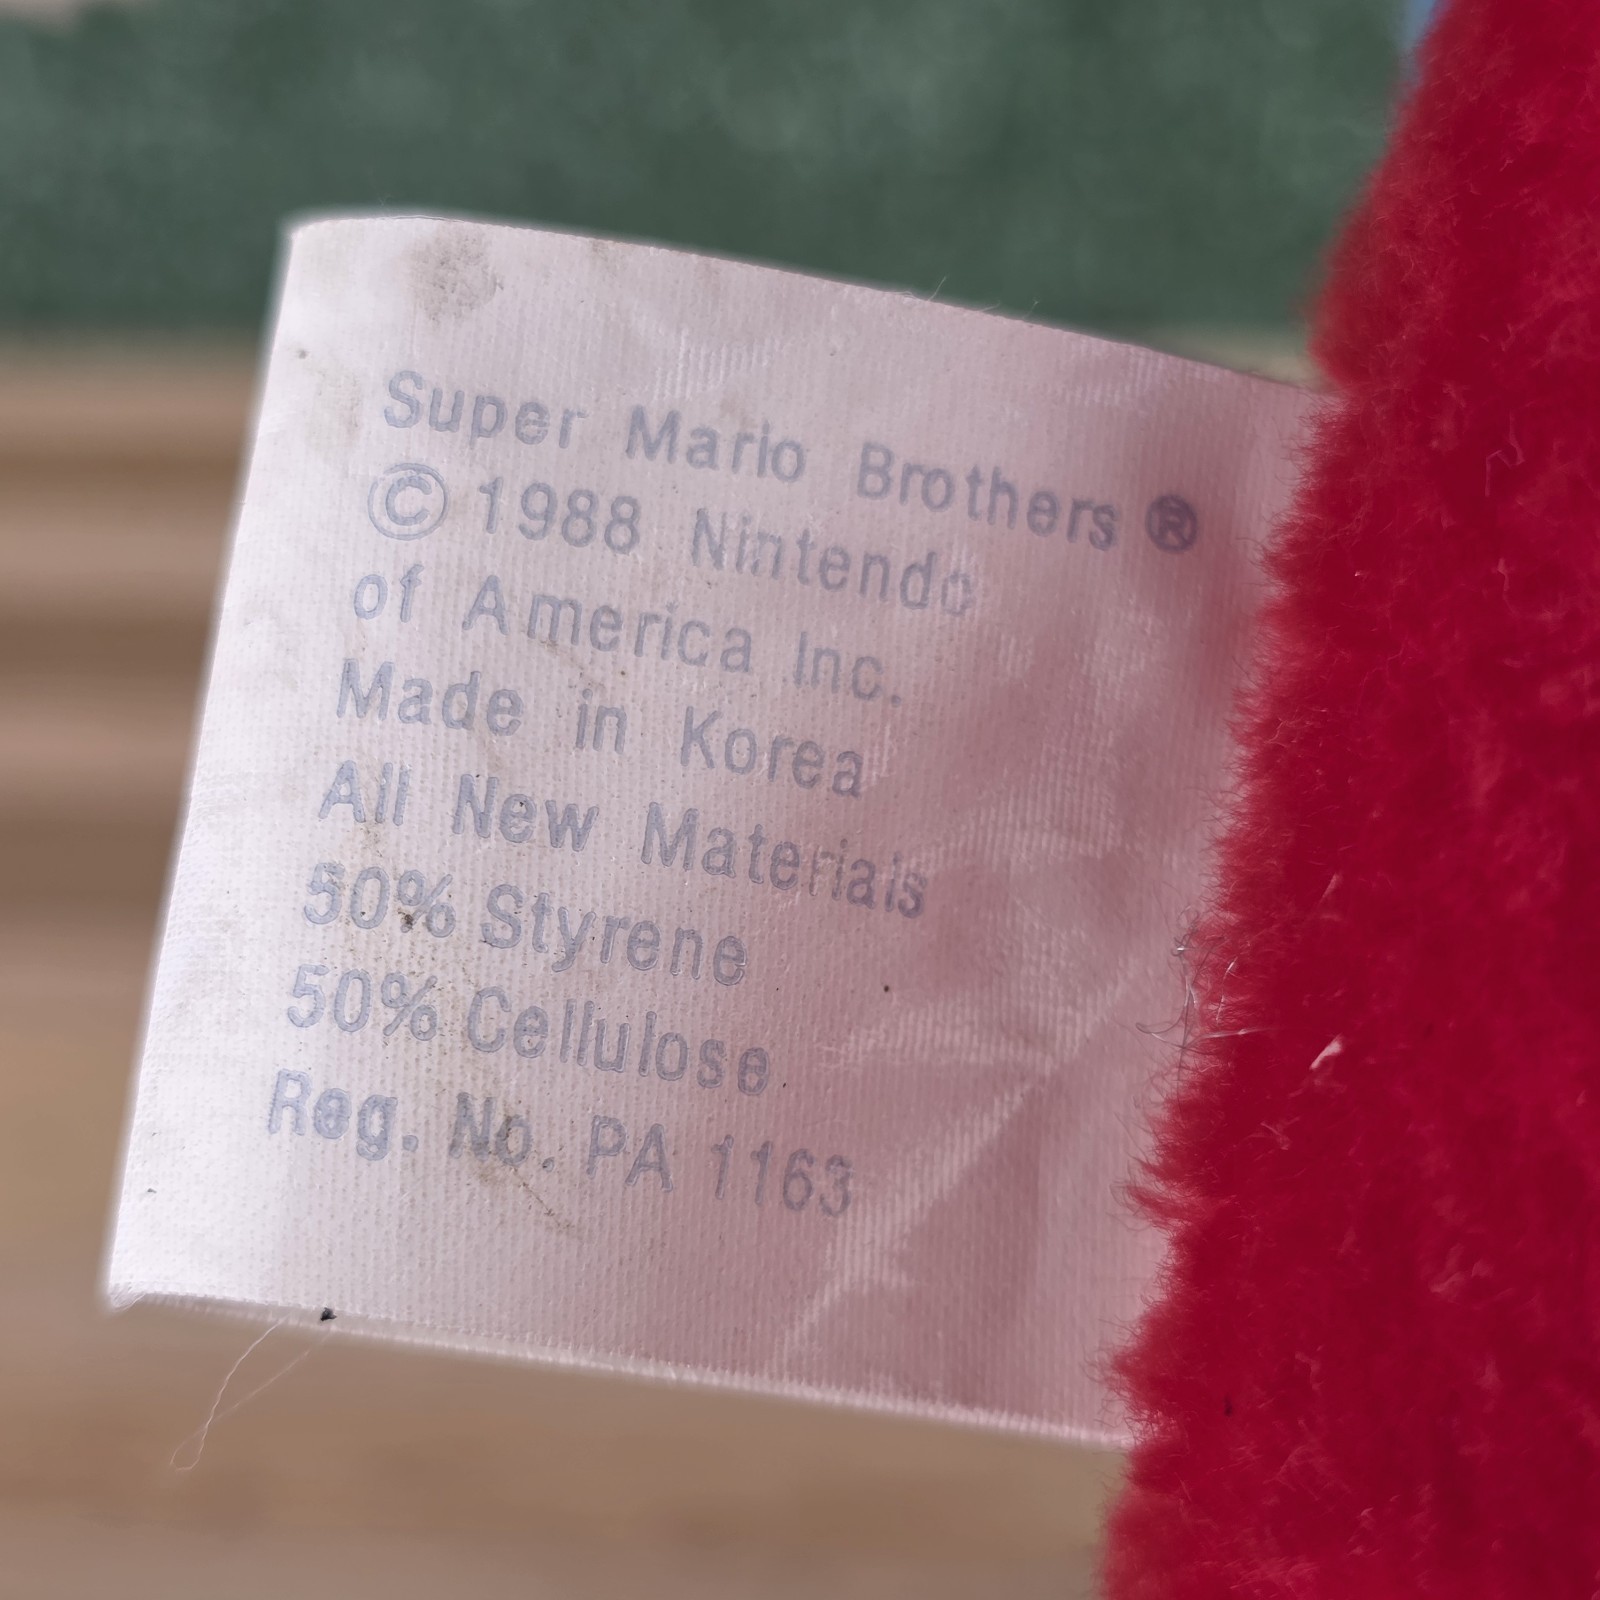 Super Mario Brothers ®
© 1988 Nintendo
of America Inc.
Made in Korea
All New Materials
50% Styrene
50% Cellulose
Reg. No. PA 1163